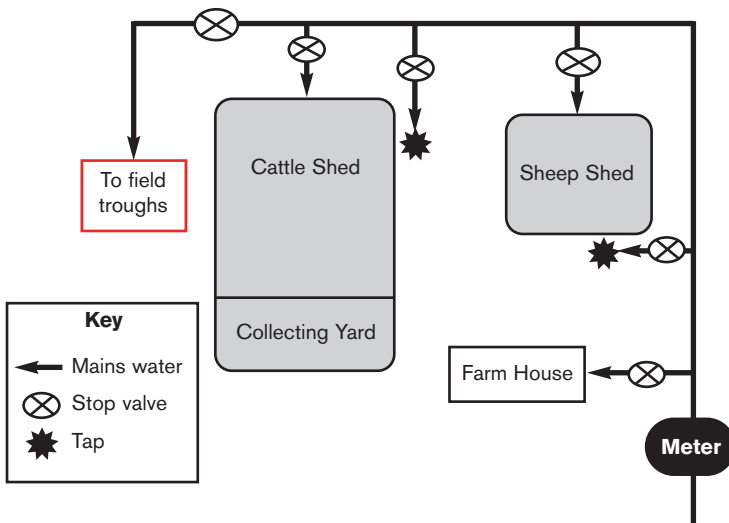 Cattle Shed
Sheep Shed
To field
troughs
Collecting Yard
Key
Mains water
Stop valve
Tap
Farm House
Meter